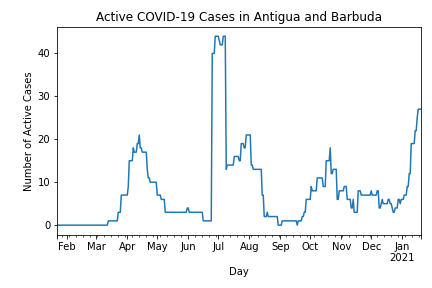 Active COVID-19 Cases in Antigua and Barbuda
Number of Active Cases
40
30
20
10
0
Feb Mar Apr May Jun Jul Aug Sep Oct Nov Dec Jan
2021
Day